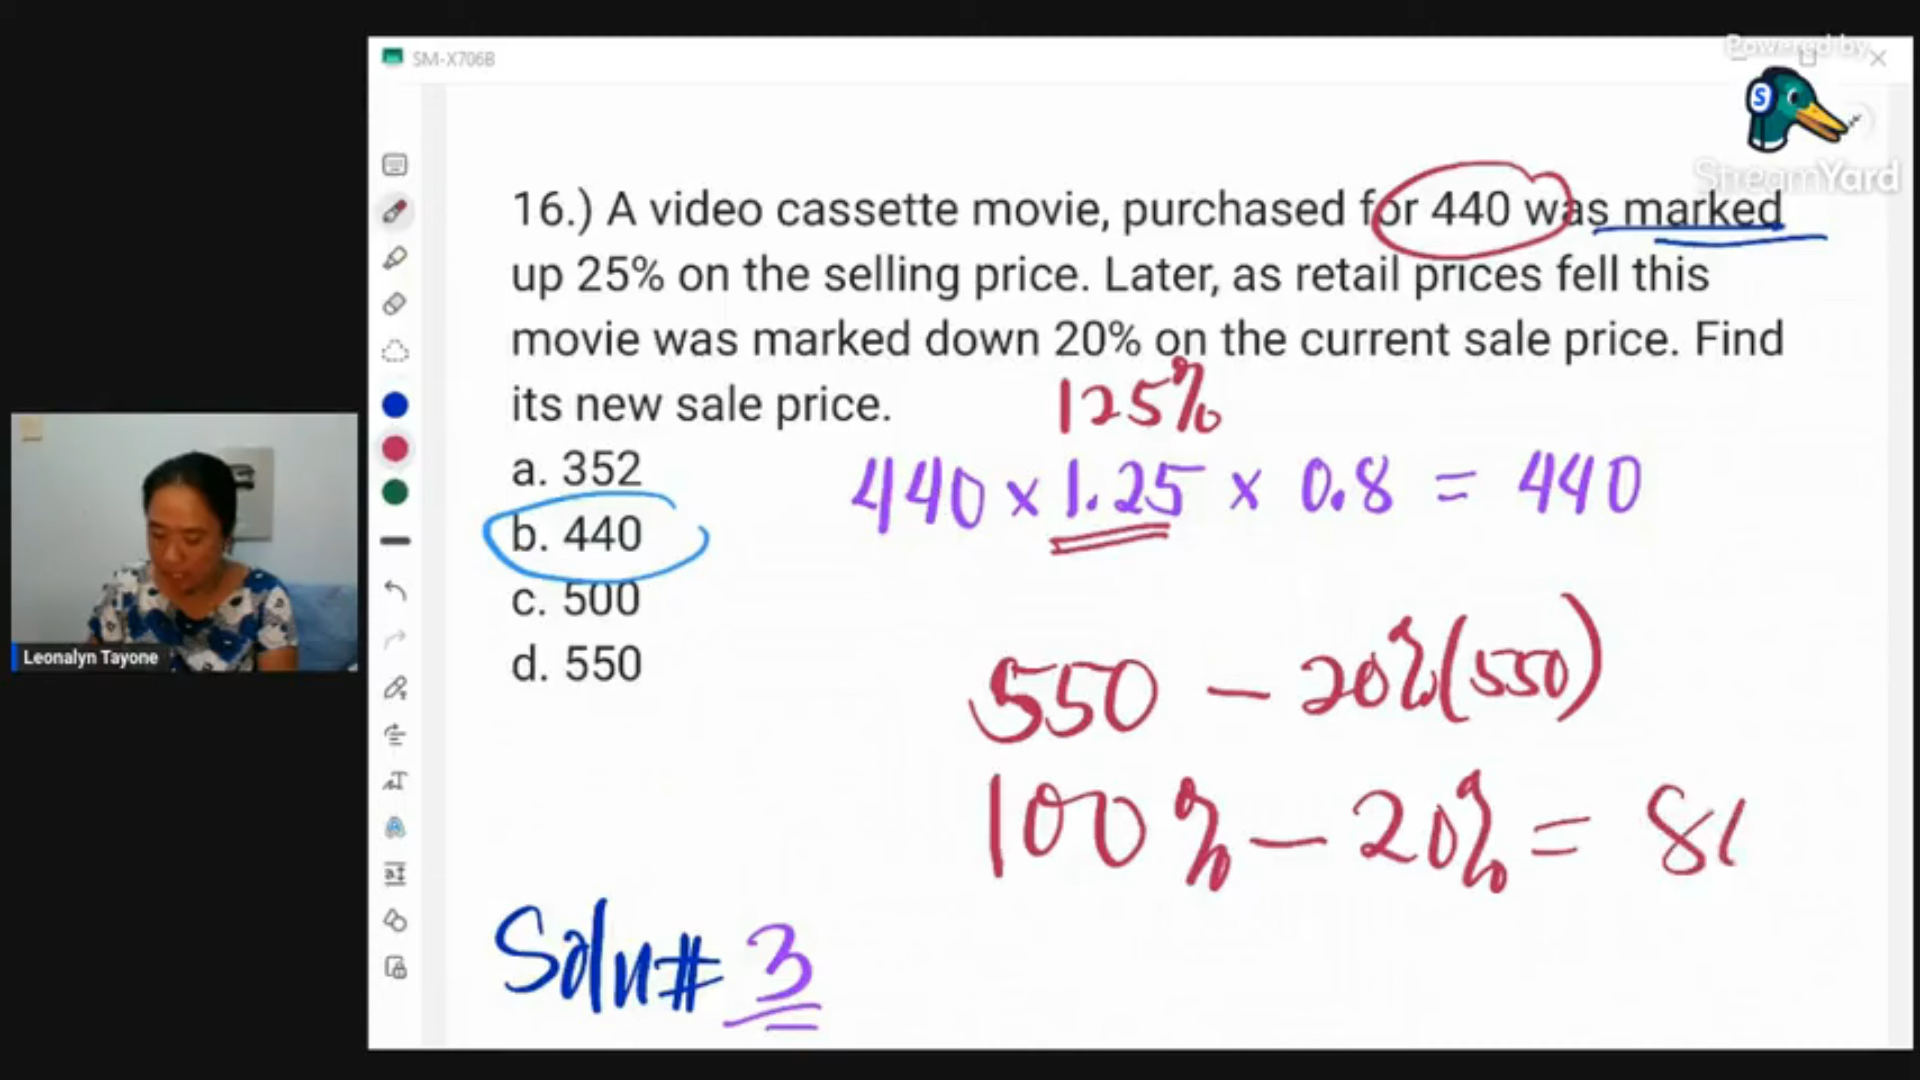 SM-X706B
Powered by
StreamYard
16.) A video cassette movie, purchased for 440 was marked
up 25% on the selling price. Later, as retail prices fell this
movie was marked down 20% on the current sale price. Find
its new sale price.
125%
a. 352
440 x 1.25 x 0.8 = 440
b. 440
c. 500
d. 550
550 - 20% (550)
100% - 20% = 8
Soln# 3
Leonalyn Tayone